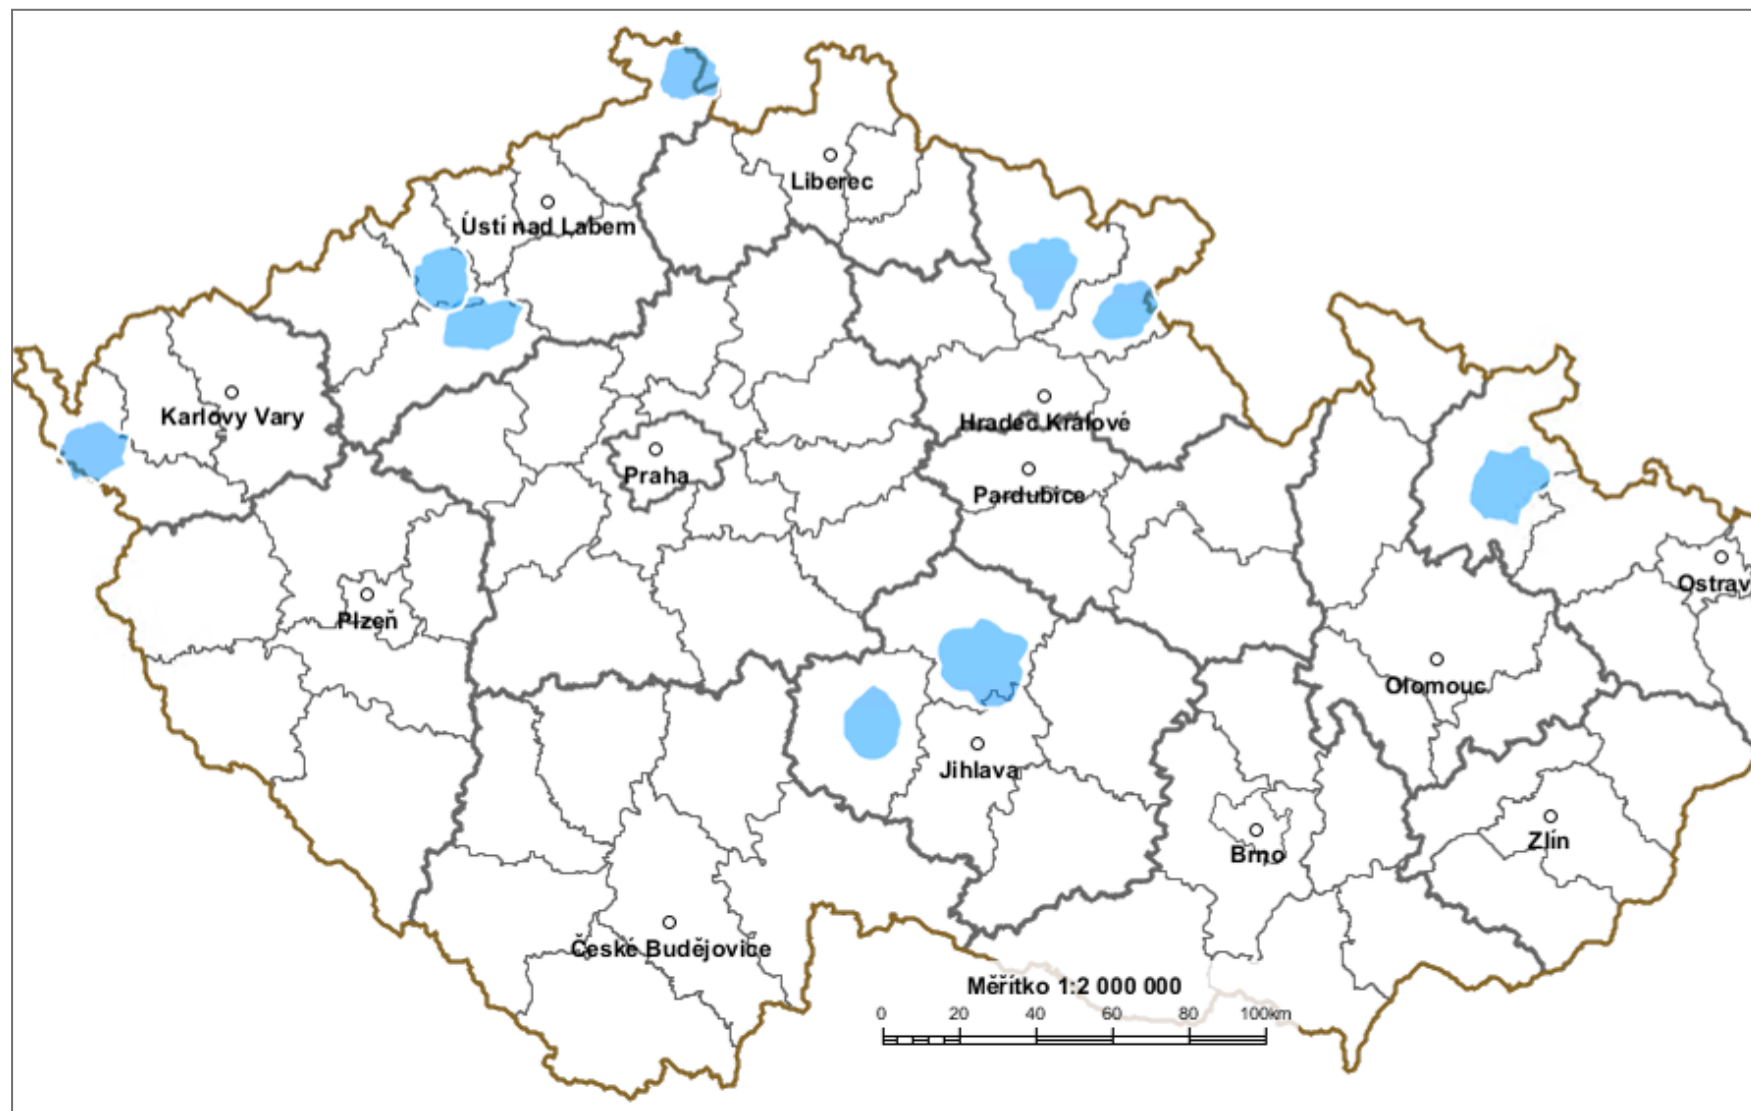 Liberec
Ústí nad Labem
Karlovy Vary
Hradec Králové
Praha
Pardubice
Ostrav
Plzeň
Olomouc
Jihlava
Zlín
Brno
České Budějovice
Měřítko 1:2 000 000
0 20 40 60 80 100km